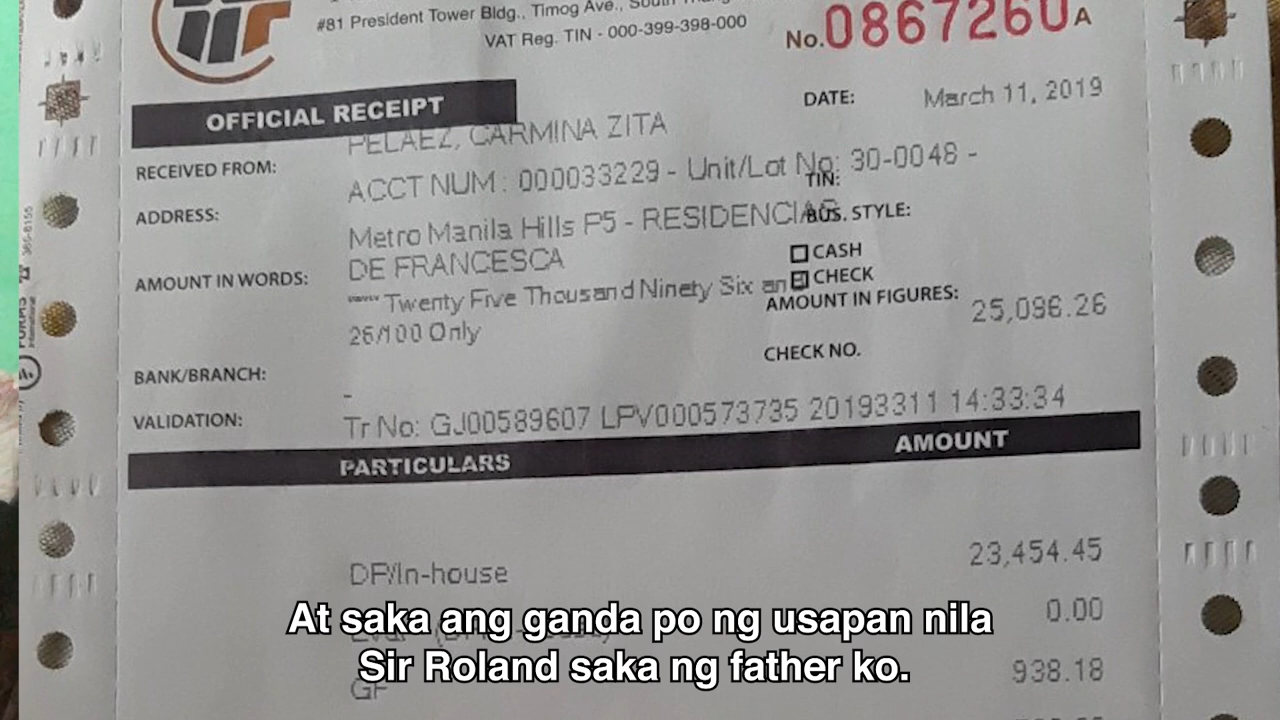 #81 President Tower Bldg., Timog Ave., South
VAT Reg. TIN - 000-399-398-000
No.0867260A
OFFICIAL RECEIPT
DATE: March 11, 2019
RECEIVED FROM: PELAEZ, CARMINA ZITA
ACCT NUM : 000033229 - Unit/Lot No: 30-0048 -
TIN:
ADDRESS: Metro Manila Hills P5 - RESIDENCIAS
BUS. STYLE:
DE FRANCESCA
CASH
CHECK
AMOUNT IN WORDS: Twenty Five Thousand Ninety Six an
26/100 Only
AMOUNT IN FIGURES: 25,096.26
CHECK NO.
BANK/BRANCH: -
VALIDATION: Tr No: GJ00589607 LPV000573735 20193311 14:33:34
PARTICULARS AMOUNT
DP/In-house 23,454.45
0.00
GF 938.18
At saka ang ganda po ng usapan nila
Sir Roland saka ng father ko.